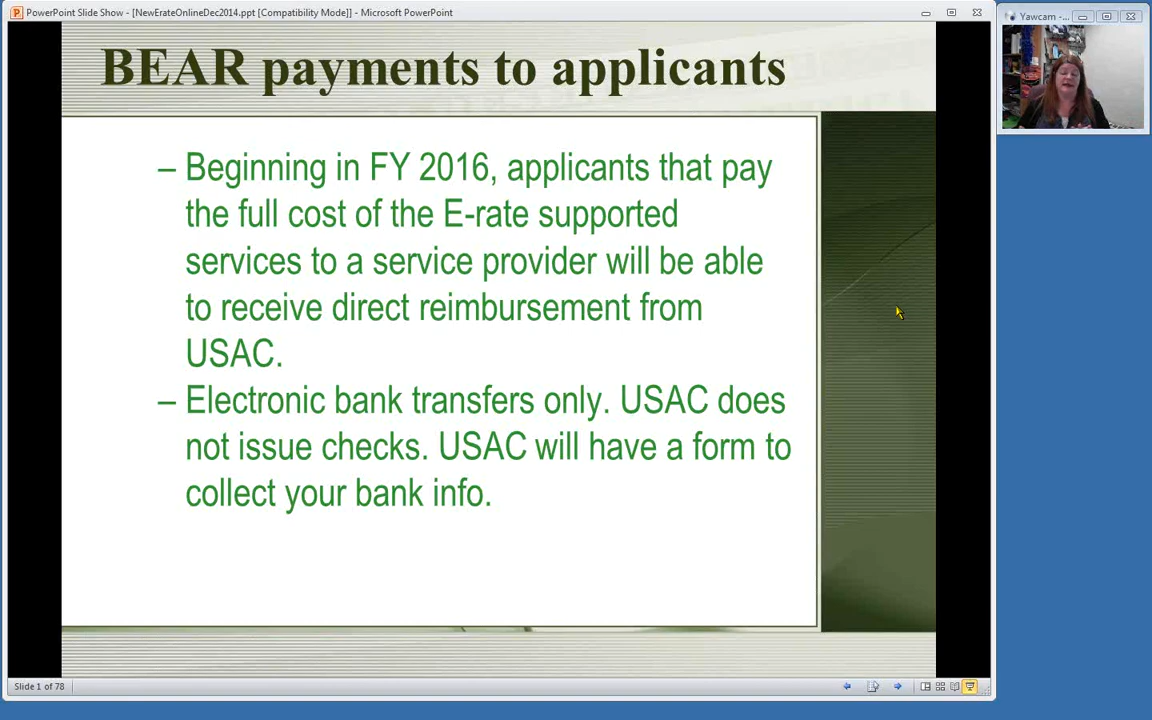 PowerPoint Slide Show - [NewErateOnlineDec2014.ppt [Compatibility Mode]] - Microsoft PowerPoint
Yawcam -...
BEAR payments to applicants
– Beginning in FY 2016, applicants that pay
the full cost of the E-rate supported
services to a service provider will be able
to receive direct reimbursement from
USAC.
– Electronic bank transfers only. USAC does
not issue checks. USAC will have a form to
collect your bank info.
Slide 1 of 78